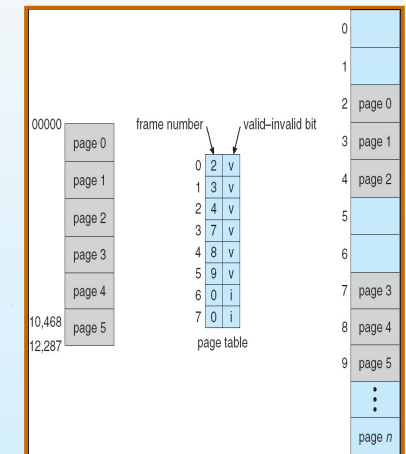 00000
page 0
page 1
page 2
page 3
page 4
10,468
page 5
12,287
frame number
valid–invalid bit
0 2 v
1 3 v
2 4 v
3 7 v
4 8 v
5 9 v
6 0 i
7 0 i
page table
0
1
2 page 0
3 page 1
4 page 2
5
6
7 page 3
8 page 4
9 page 5
page n